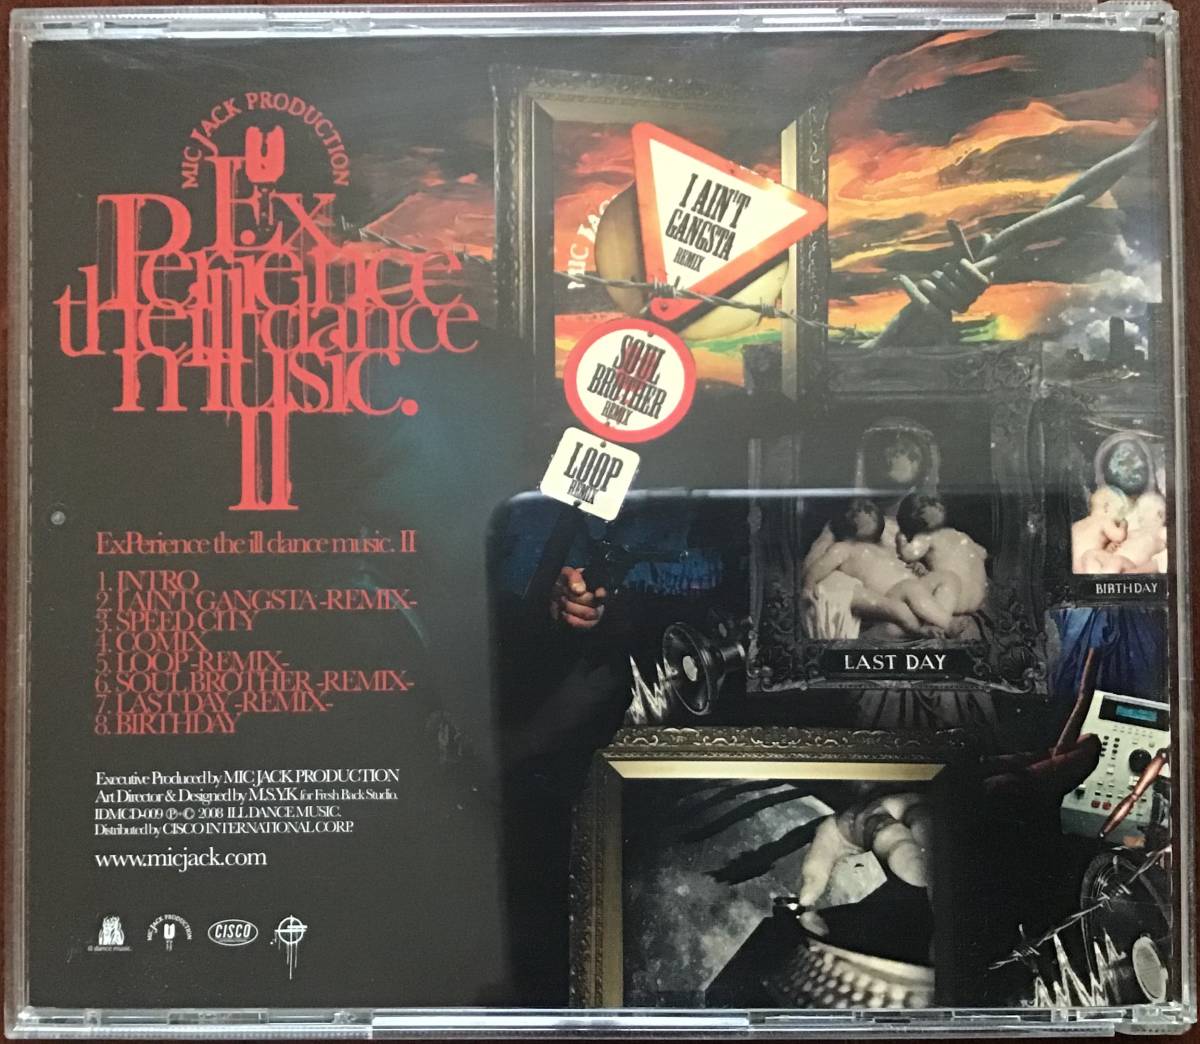 MIC JACK PRODUCTION
Ex
Perience
the ill dance
music.
II
ExPerience the ill dance music. II
1. INTRO
2. I AIN'T GANGSTA -REMIX-
3. SPEED CITY
4. COMIX
5. LOOP -REMIX-
6. SOUL BROTHER -REMIX-
7. LAST DAY -REMIX-
8. BIRTHDAY
Executive Produced by MIC JACK PRODUCTION
Art Director & Designed by M.S.Y.K for Fresh Back Studio.
IDMCD-009 Ⓟ+© 2008 ILL DANCE MUSIC.
Distributed by CISCO INTERNATIONAL CORP.
www.micjack.com
ill dance music.
MIC JACK PRODUCTION
CISCO
MIC JAC
I AIN'T
GANGSTA
REMIX
SOUL
BROTHER
REMIX
LOOP
REMIX
LAST DAY
BIRTHDAY